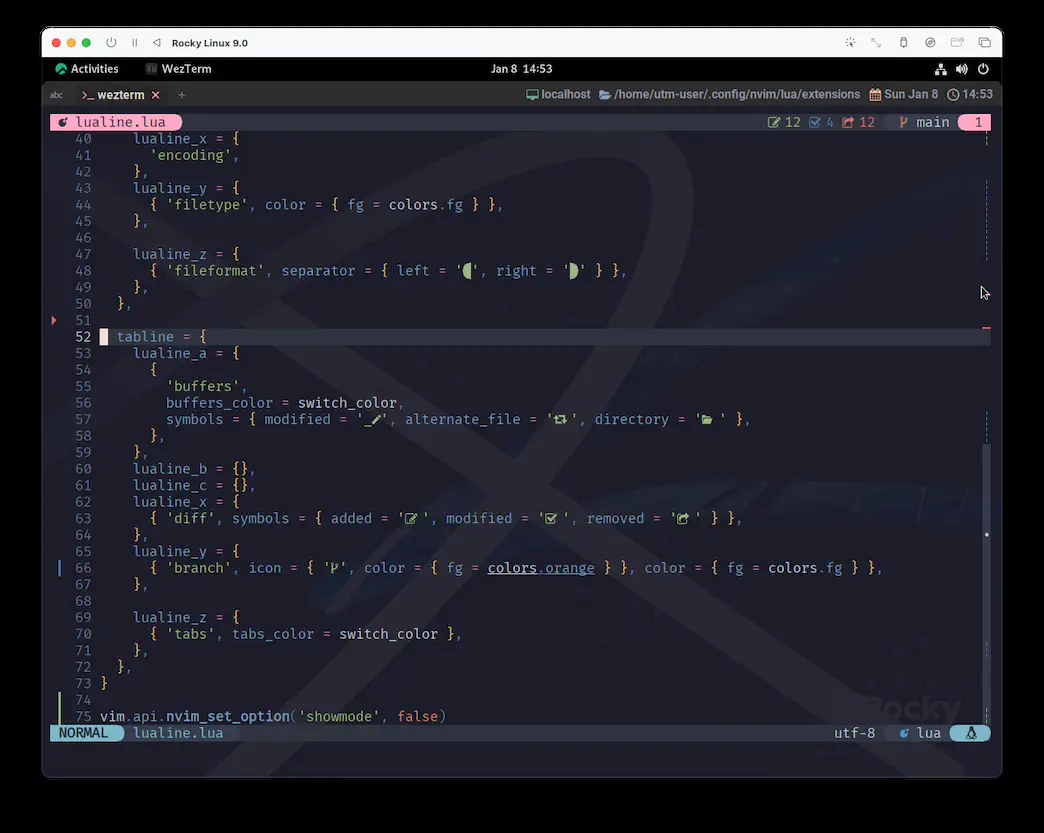 Rocky Linux 9.0
Activities WezTerm Jan 8 14:53
abc >_ wezterm × + localhost /home/utm-user/.config/nvim/lua/extensions Sun Jan 8 14:53
lualine.lua 12 4 12 main 1
40 lualine_x = {
41 'encoding',
42 },
43 lualine_y = {
44 { 'filetype', color = { fg = colors.fg } },
45 },
46
47 lualine_z = {
48 { 'fileformat', separator = { left = '', right = '' } },
49 },
50 },
51
52 tabline = {
53 lualine_a = {
54 {
55 'buffers',
56 buffers_color = switch_color,
57 symbols = { modified = '_', alternate_file = ' ', directory = ' ' },
58 },
59 },
60 lualine_b = {},
61 lualine_c = {},
62 lualine_x = {
63 { 'diff', symbols = { added = ' ', modified = ' ', removed = ' ' } },
64 },
65 lualine_y = {
66 { 'branch', icon = { '', color = { fg = colors.orange } }, color = { fg = colors.fg } },
67 },
68
69 lualine_z = {
70 { 'tabs', tabs_color = switch_color },
71 },
72 },
73 }
74
75 vim.api.nvim_set_option('showmode', false)
Rocky
NORMAL lualine.lua utf-8 lua